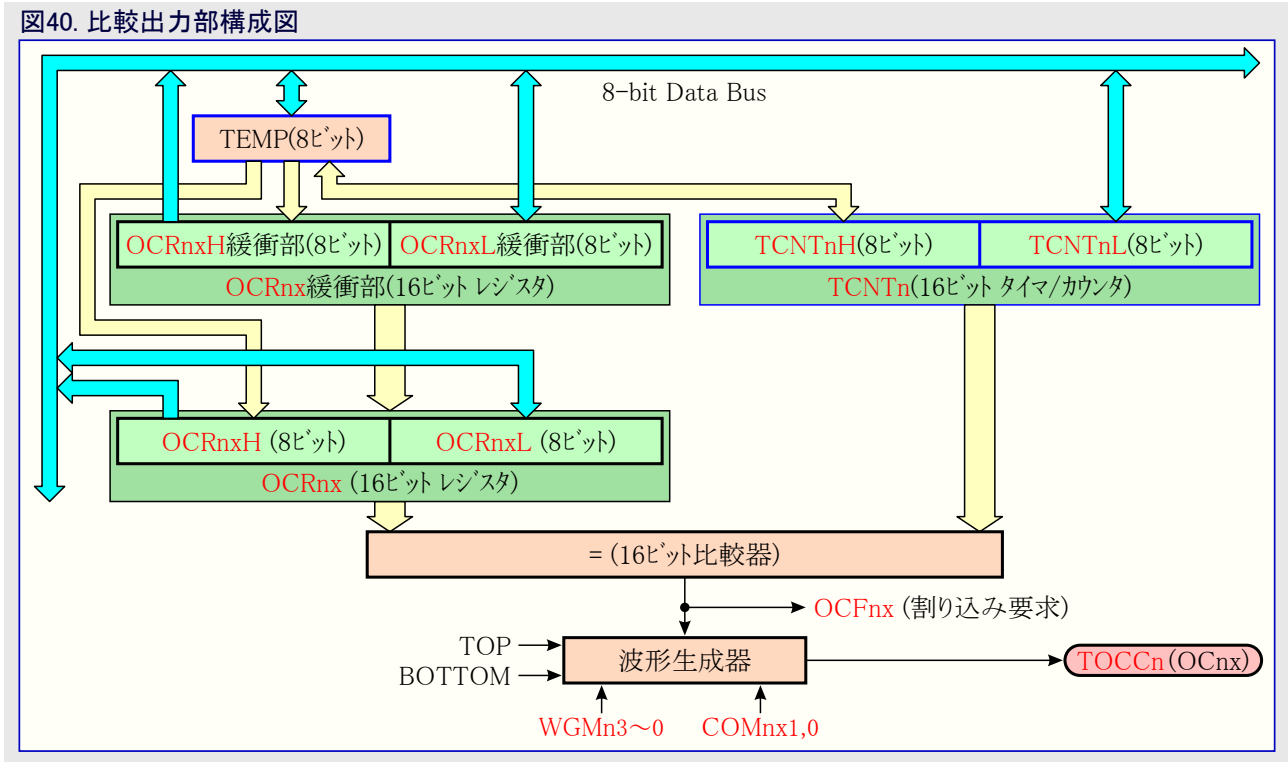 図40. 比較出力部構成図
8-bit Data Bus
TEMP(8ビット)
OCRnxH緩衝部(8ビット)
OCRnxL緩衝部(8ビット)
TCNTnH(8ビット)
TCNTnL(8ビット)
OCRnx緩衝部(16ビット レジスタ)
TCNTn(16ビット タイマ/カウンタ)
OCRnxH (8ビット)
OCRnxL (8ビット)
OCRnx (16ビット レジスタ)
= (16ビット比較器)
OCFnx (割り込み要求)
TOP
BOTTOM
波形生成器
TOCCn(OCnx)
WGMn3～0
COMnx1,0